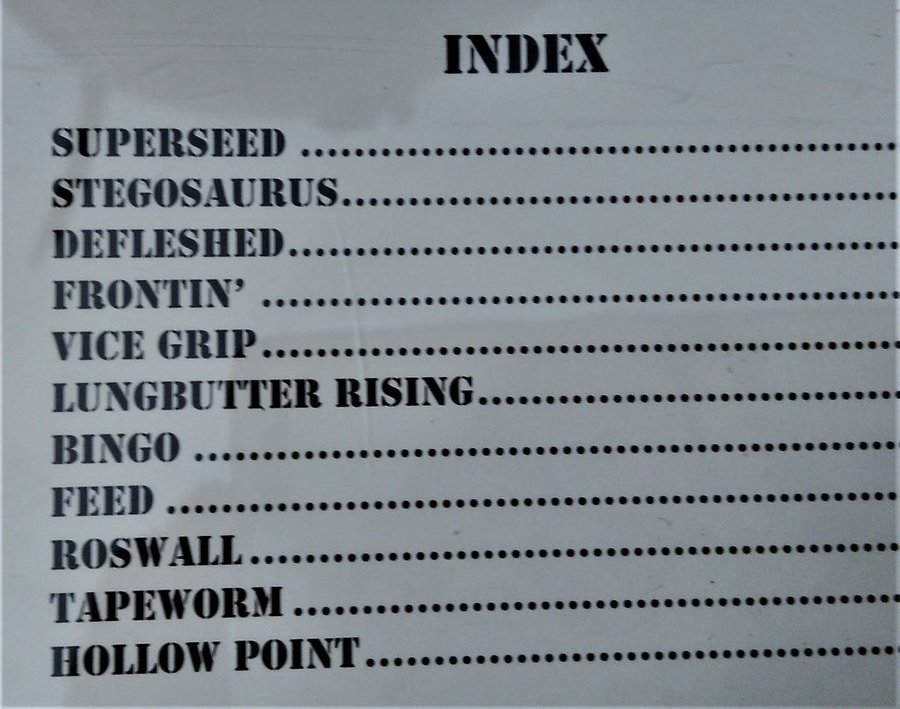 INDEX
SUPERSEED ..................................................
STEGOSAURUS..................................................
DEFLESHED..................................................
FRONTIN’ ..................................................
VICE GRIP..................................................
LUNGBUTTER RISING........................................
BINGO ..................................................
FEED ..................................................
ROSWALL..................................................
TAPEWORM ..................................................
HOLLOW POINT..................................................